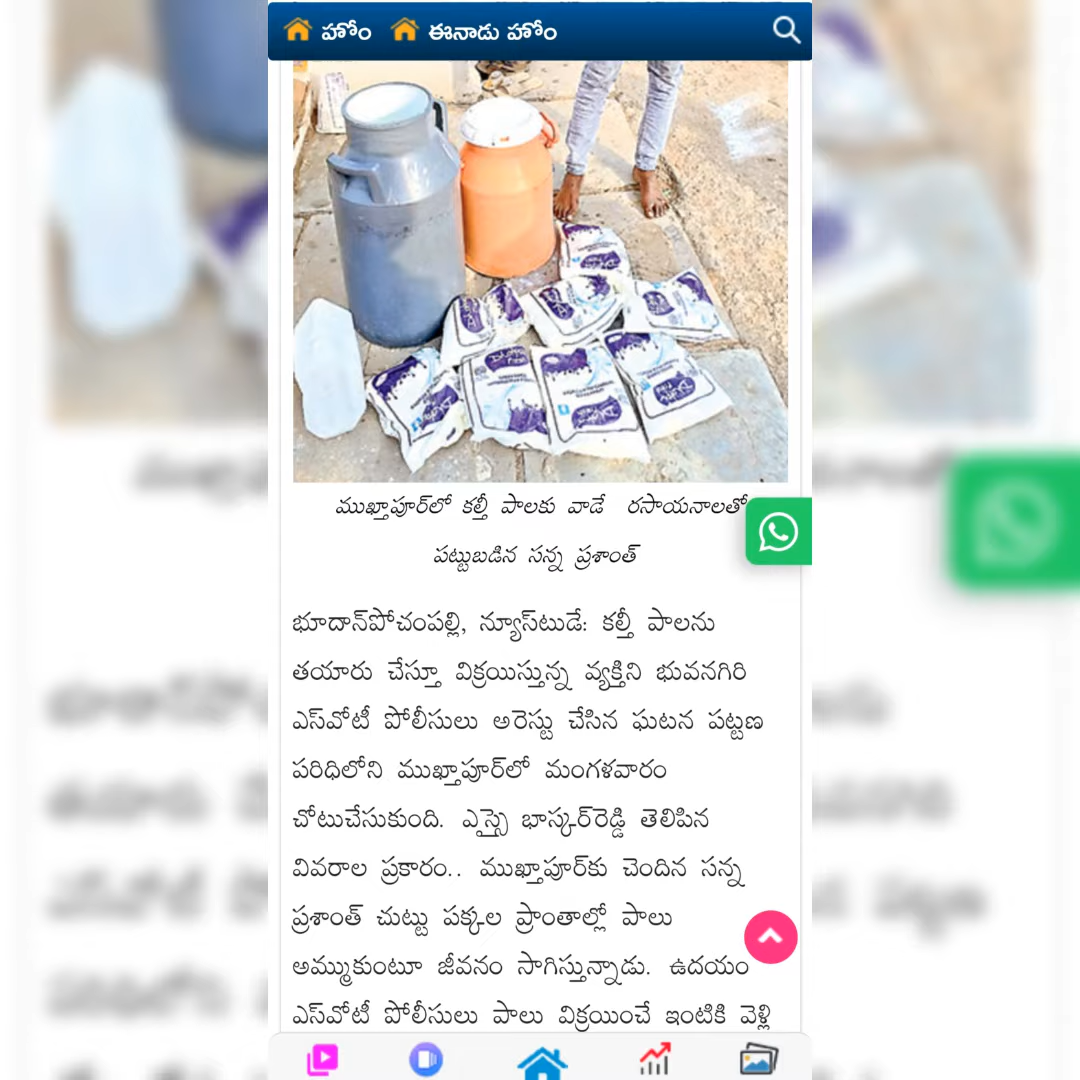 హోం ఈనాడు హోం
ముఖ్తాపూర్‌లో కల్తీ పాలకు వాడే రసాయనాలతో
పట్టుబడిన సన్న ప్రశాంత్
భూదాన్‌పోచంపల్లి, న్యూస్‌టుడే: కల్తీ పాలను
తయారు చేస్తూ విక్రయిస్తున్న వ్యక్తిని భువనగిరి
ఎస్‌వోటీ పోలీసులు అరెస్టు చేసిన ఘటన పట్టణ
పరిధిలోని ముఖ్తాపూర్‌లో మంగళవారం
చోటుచేసుకుంది. ఎస్సై భాస్కర్‌రెడ్డి తెలిపిన
వివరాల ప్రకారం.. ముఖ్తాపూర్‌కు చెందిన సన్న
ప్రశాంత్ చుట్టు పక్కల ప్రాంతాల్లో పాలు
అమ్ముకుంటూ జీవనం సాగిస్తున్నాడు. ఉదయం
ఎస్‌వోటీ పోలీసులు పాలు విక్రయించే ఇంటికి వెళ్లి